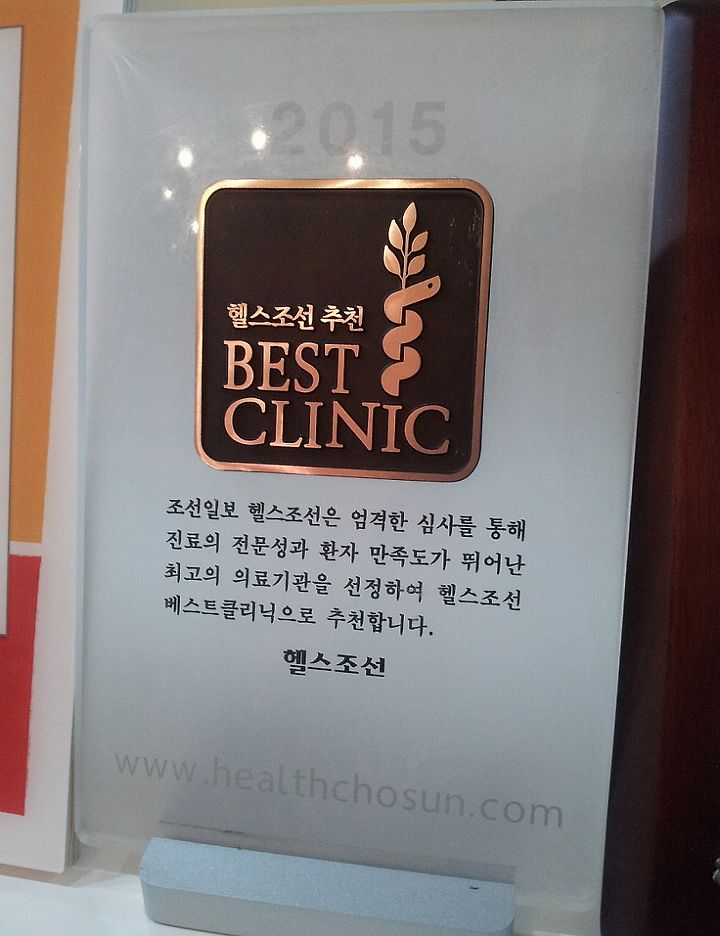 2015
헬스조선 추천
BEST
CLINIC
조선일보 헬스조선은 엄격한 심사를 통해
진료의 전문성과 환자 만족도가 뛰어난
최고의 의료기관을 선정하여 헬스조선
베스트클리닉으로 추천합니다.
헬스조선
www.healthchosun.com